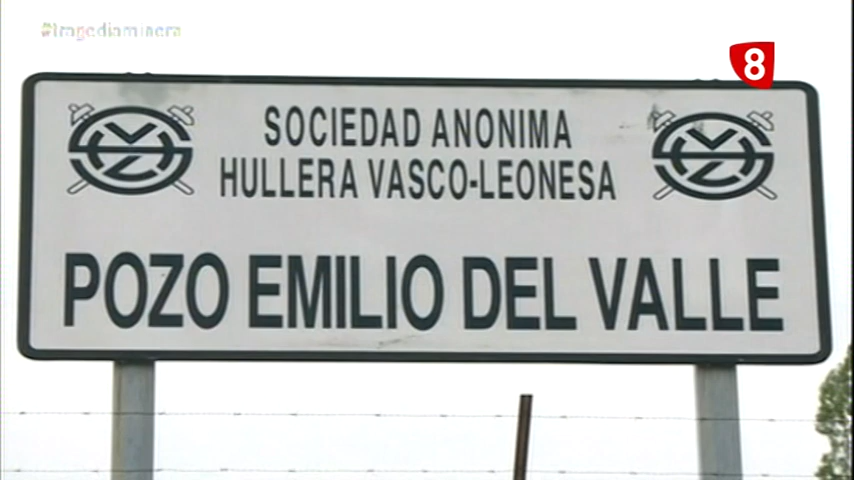 #tragediaminera
8
SOCIEDAD ANONIMA
HULLERA VASCO-LEONESA
POZO EMILIO DEL VALLE